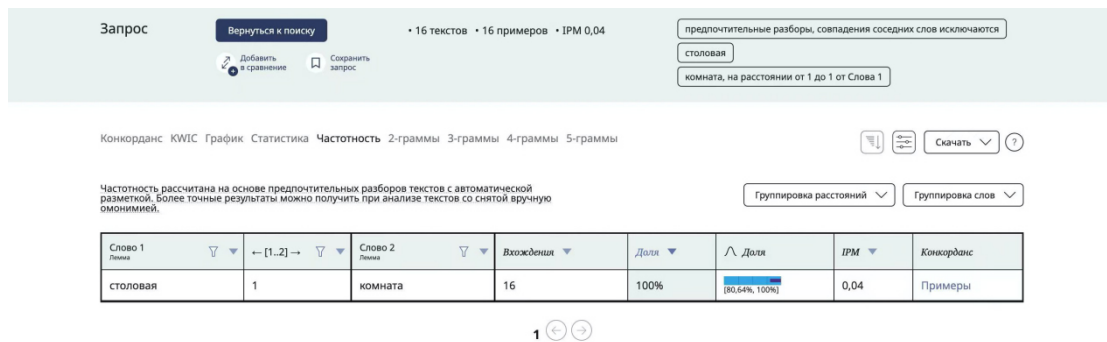 Запрос
Вернуться к поиску
• 16 текстов • 16 примеров • IPM 0,04
предпочтительные разборы, совпадения соседних слов исключаются
столовая
комната, на расстоянии от 1 до 1 от Слова 1
Добавить
в сравнение
Сохранить
запрос
Конкорданс KWIC График Статистика Частотность 2-граммы 3-граммы 4-граммы 5-граммы
Скачать
?
Частотность рассчитана на основе предпочтительных разборов текстов с автоматической
разметкой. Более точные результаты можно получить при анализе текстов со снятой вручную
омонимией.
Группировка расстояний
Группировка слов
Слово 1
Лемма
←[1..2]→
Слово 2
Лемма
Вхождения
Доля
Доля
IPM
Конкорданс
столовая 1 комната 16 100% [80,64%, 100%] 0,04 Примеры
1